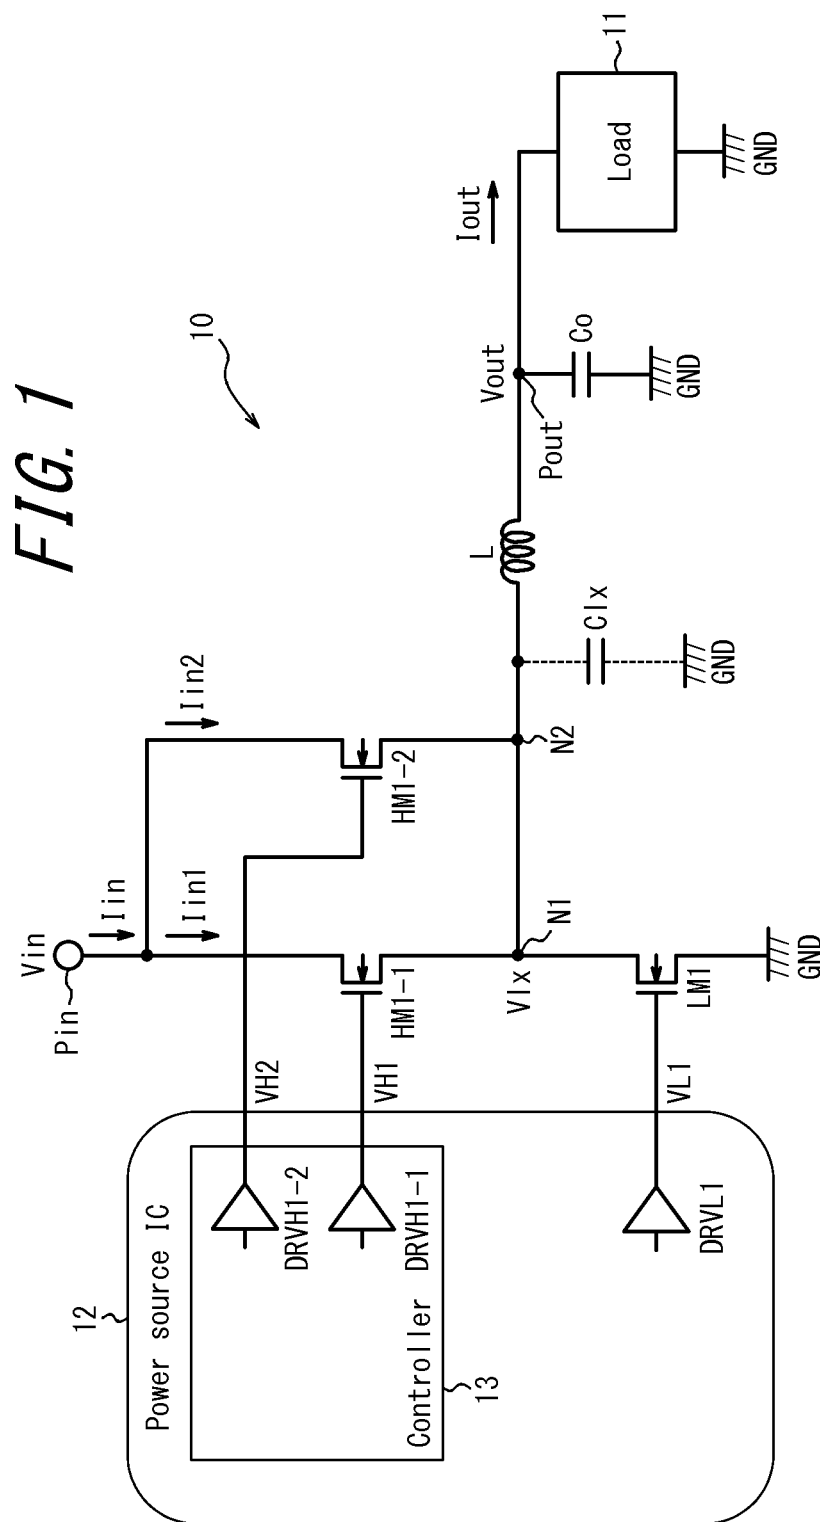 FIG. 1
10
Vin
Pin
Iin
Iin1
Iin2
12
Power source IC
VH2
DRVH1-2
VH1
HM1-1
HM1-2
Controller DRVH1-1
13
Vlx
N1
N2
L
Clx
GND
Vout
Pout
Co
GND
Iout
Load
11
GND
VL1
DRVL1
LM1
GND